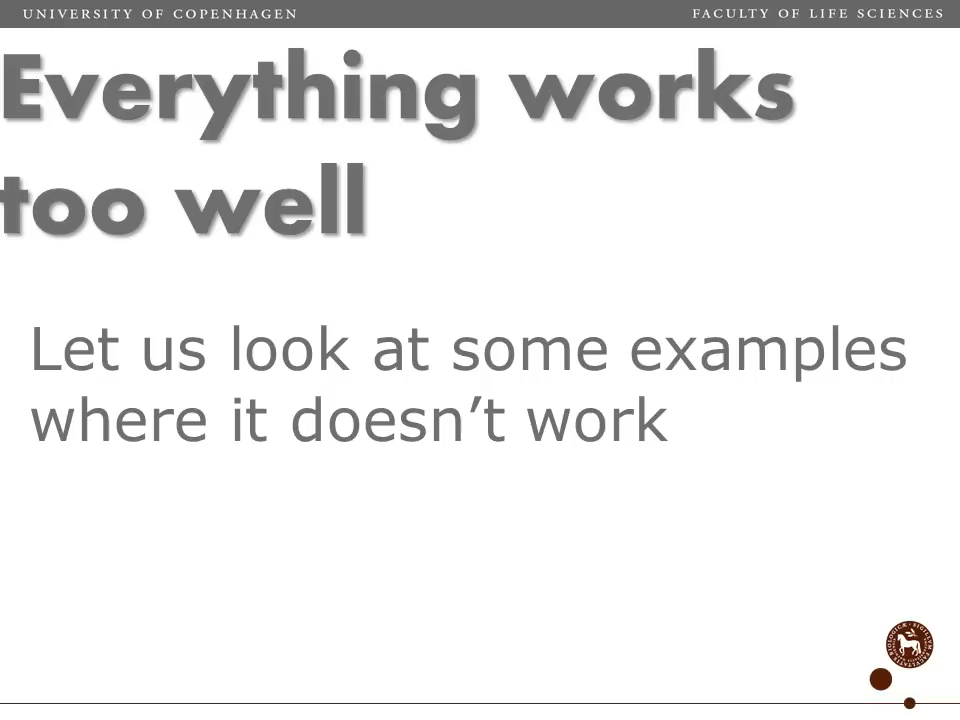 UNIVERSITY OF COPENHAGEN
FACULTY OF LIFE SCIENCES
Everything works
too well
Let us look at some examples
where it doesn’t work